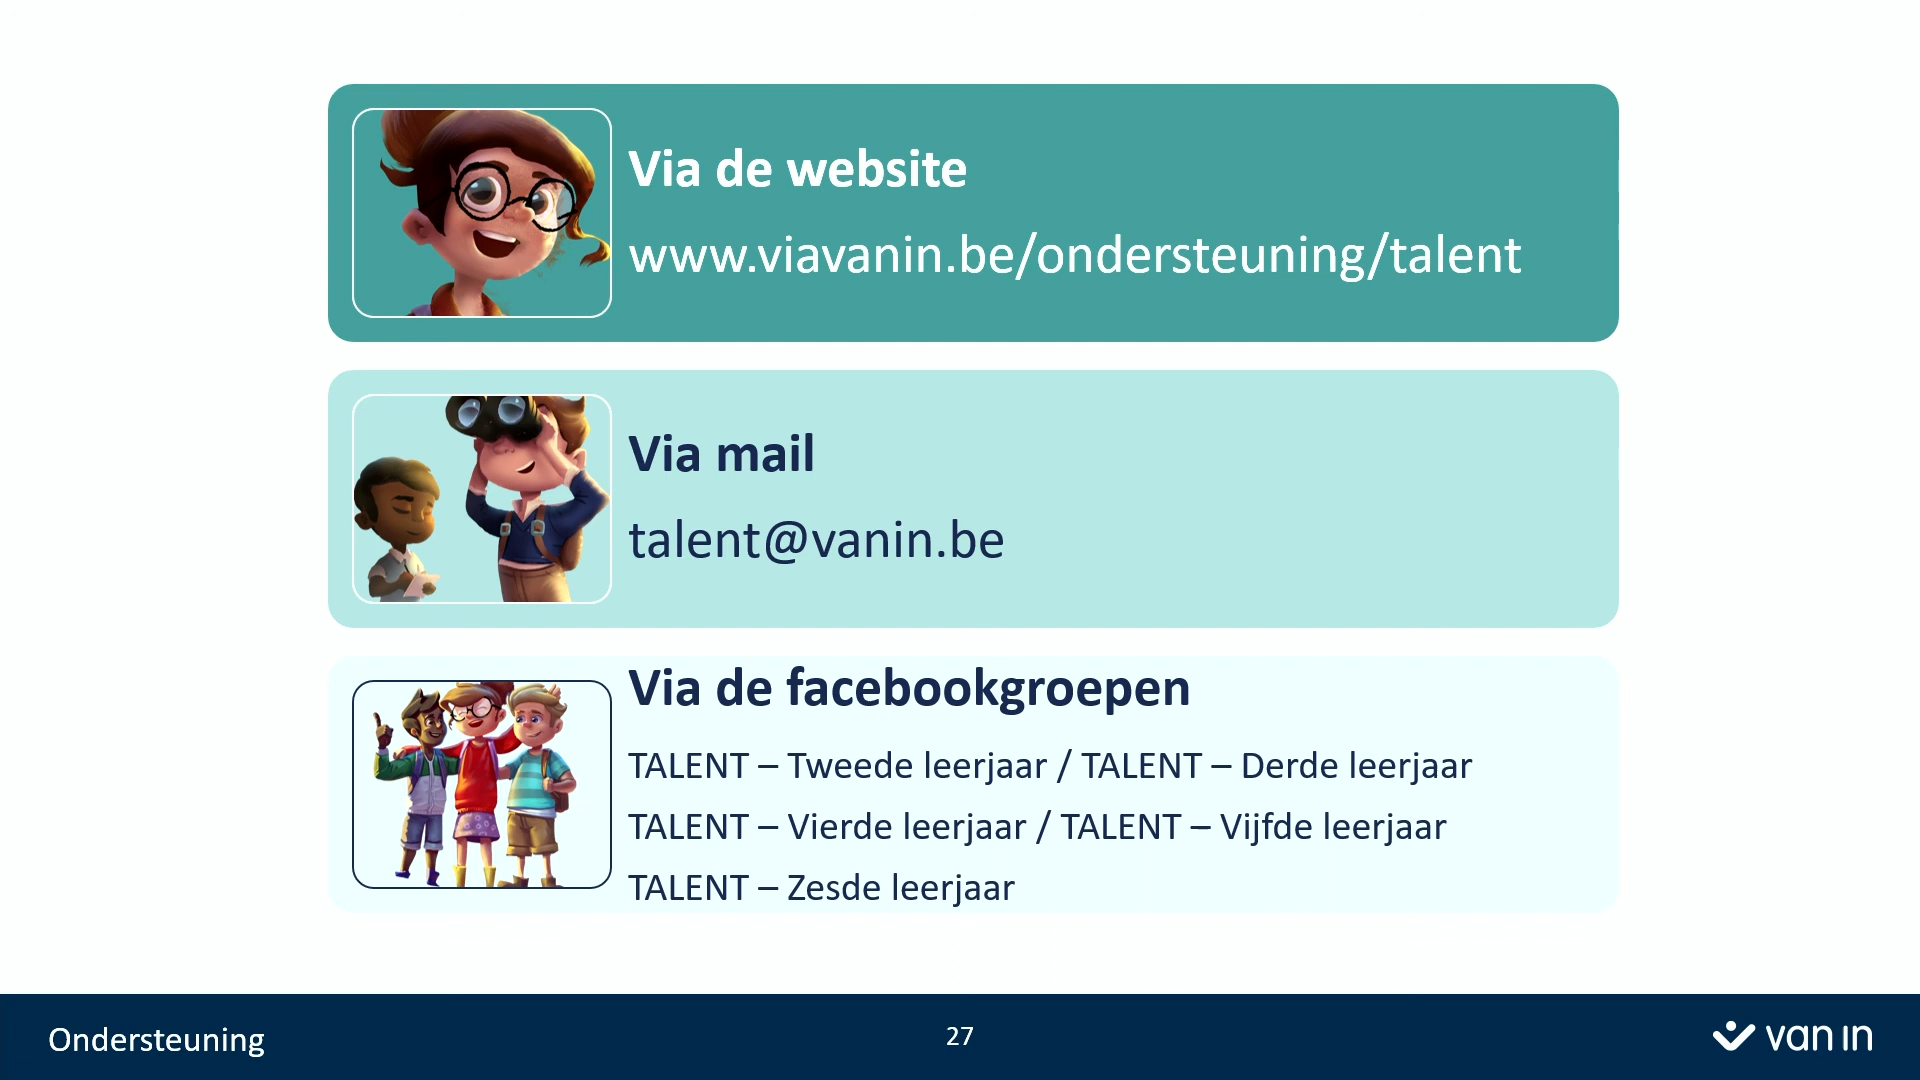 Via de website
www.viavanin.be/ondersteuning/talent
Via mail
talent@vanin.be
Via de facebookgroepen
TALENT – Tweede leerjaar / TALENT – Derde leerjaar
TALENT – Vierde leerjaar / TALENT – Vijfde leerjaar
TALENT – Zesde leerjaar
Ondersteuning
27
van in